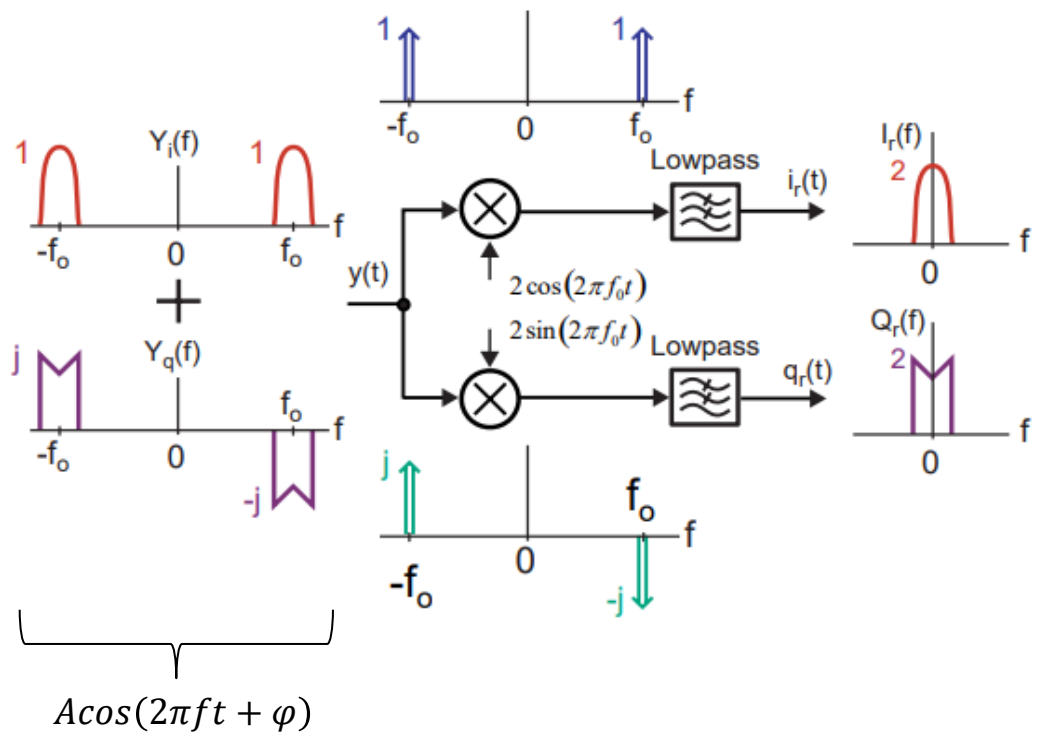 1
1
-fₒ
0
fₒ
f
1
Yᵢ(f)
1
-fₒ
0
fₒ
f
Lowpass
iᵣ(t)
Iᵣ(f)
2
0
f
y(t)
2cos(2πf₀t)
2sin(2πf₀t)
+
j
Y_q(f)
fₒ
f
-fₒ
0
-j
Lowpass
qᵣ(t)
Qᵣ(f)
2
0
f
j
fₒ
f
-fₒ
0
-j
Acos(2πft + φ)